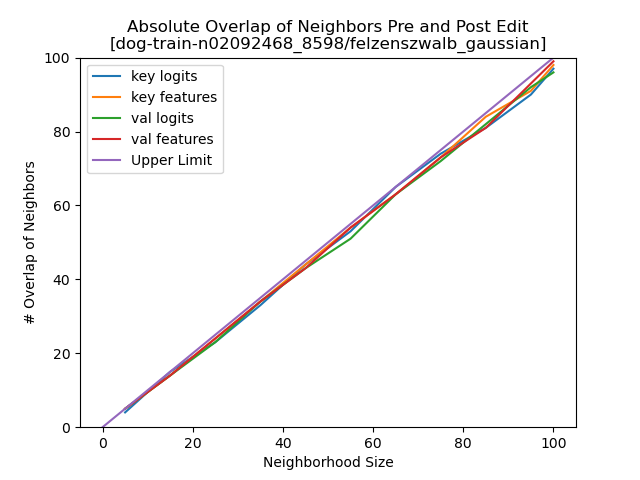 Absolute Overlap of Neighbors Pre and Post Edit
[dog-train-n02092468_8598/felzenszwalb_gaussian]
key logits
key features
val logits
val features
Upper Limit
# Overlap of Neighbors
100
80
60
40
20
0
0 20 40 60 80 100
Neighborhood Size